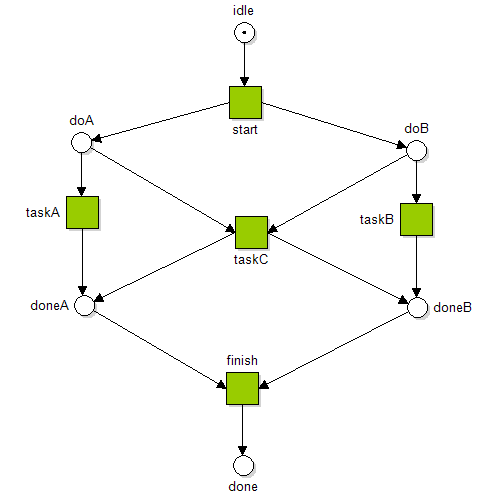 idle
start
doA
doB
taskA
taskB
taskC
doneA
doneB
finish
done